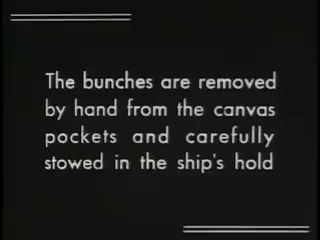 The bunches are removed
by hand from the canvas
pockets and carefully
stowed in the ship's hold